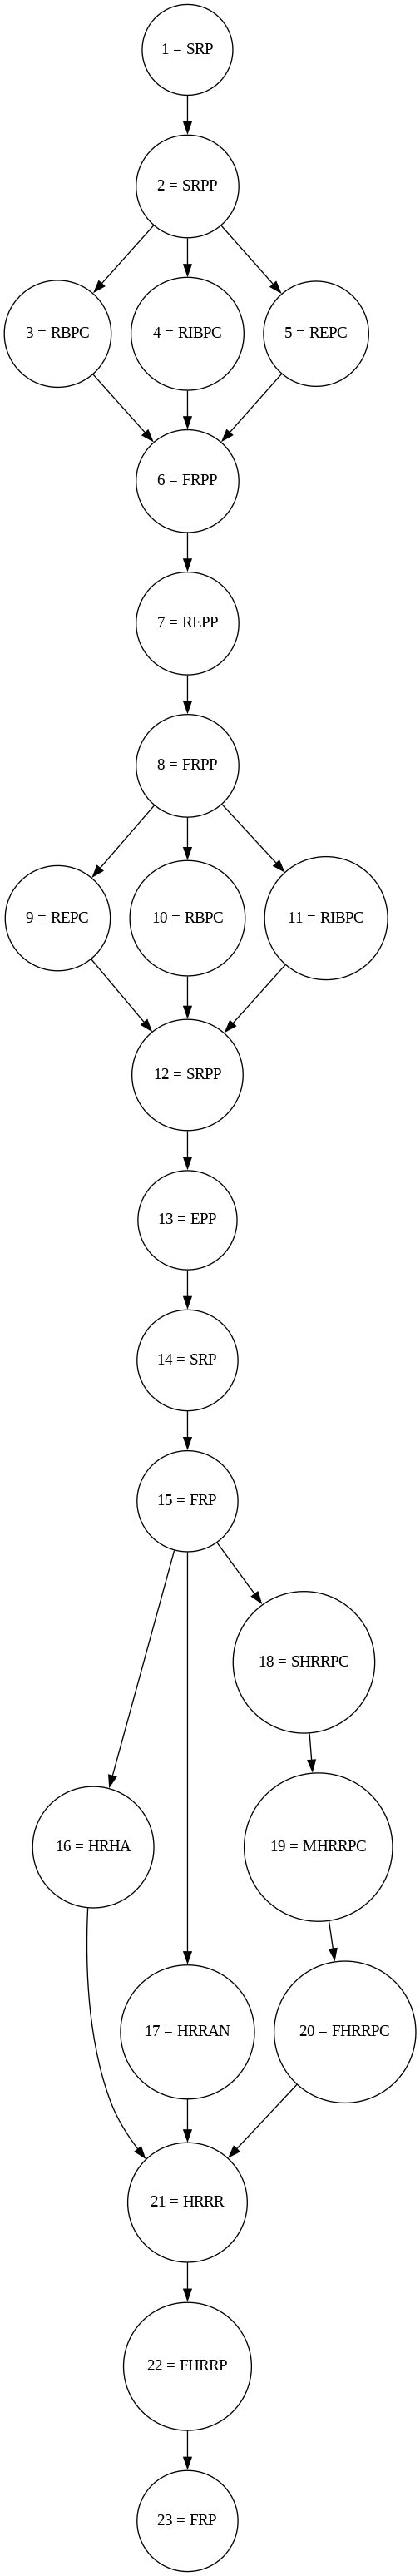 1 = SRP
2 = SRPP
3 = RBPC
4 = RIBPC
5 = REPC
6 = FRPP
7 = REPP
8 = FRPP
9 = REPC
10 = RBPC
11 = RIBPC
12 = SRPP
13 = EPP
14 = SRP
15 = FRP
18 = SHRRPC
16 = HRHA
19 = MHRRPC
17 = HRRAN
20 = FHRRPC
21 = HRRR
22 = FHRRP
23 = FRP